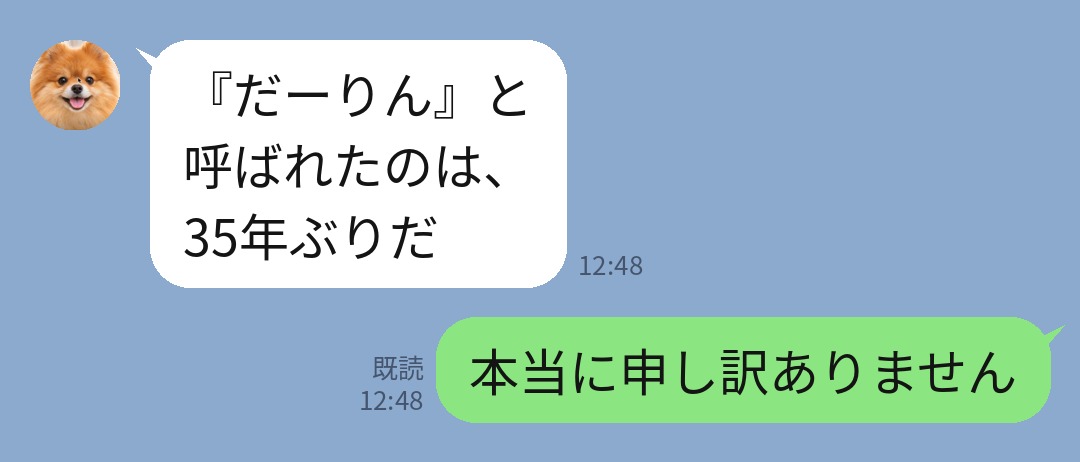 『だーりん』と
呼ばれたのは、
35年ぶりだ
12:48
本当に申し訳ありません
既読
12:48